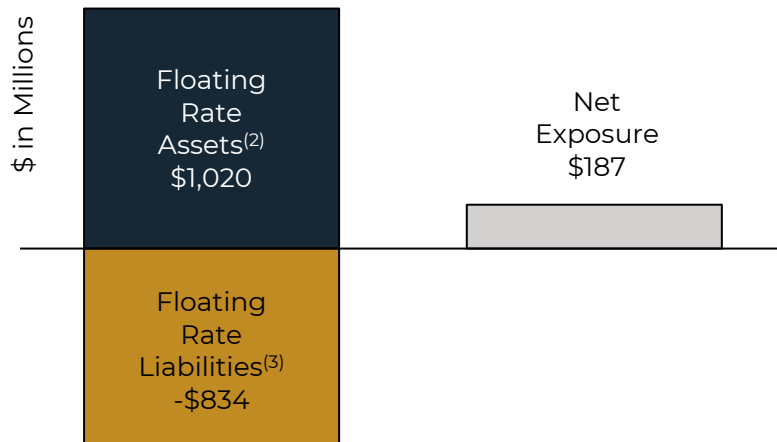 $ in Millions
Floating
Rate
Assets(2)
$1,020
Net
Exposure
$187
Floating
Rate
Liabilities(3)
-$834